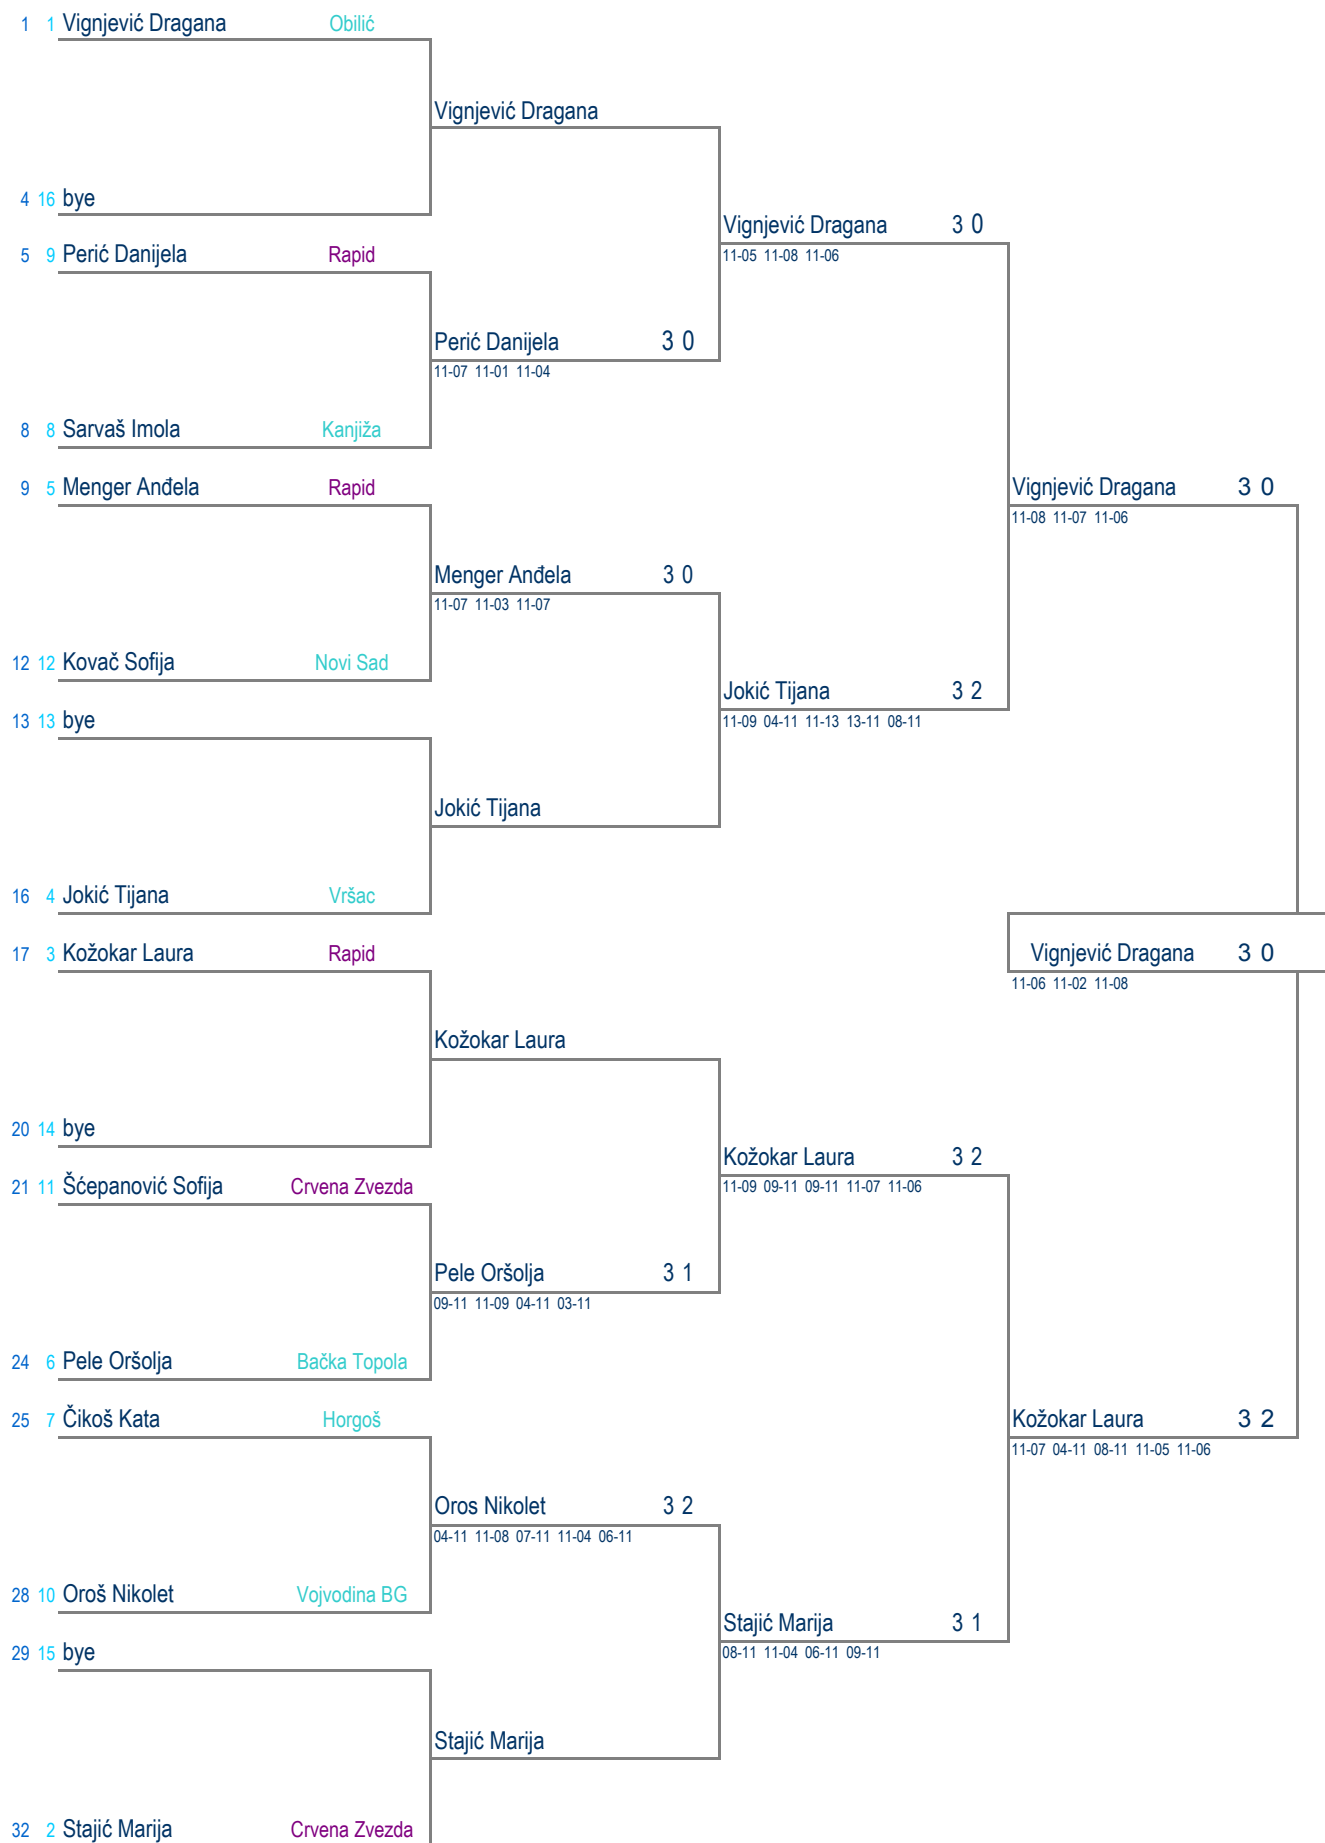 1 1 Vignjević Dragana Obilić
Vignjević Dragana
4 16 bye
Vignjević Dragana 3 0
5 9 Perić Danijela Rapid
11-05 11-08 11-06
Perić Danijela 3 0
11-07 11-01 11-04
8 8 Sarvaš Imola Kanjiža
9 5 Menger Anđela Rapid
Vignjević Dragana 3 0
11-08 11-07 11-06
Menger Anđela 3 0
11-07 11-03 11-07
12 12 Kovač Sofija Novi Sad
Jokić Tijana 3 2
13 13 bye
11-09 04-11 11-13 13-11 08-11
Jokić Tijana
16 4 Jokić Tijana Vršac
17 3 Kožokar Laura Rapid
Vignjević Dragana 3 0
11-06 11-02 11-08
Kožokar Laura
20 14 bye
Kožokar Laura 3 2
21 11 Šćepanović Sofija Crvena Zvezda
11-09 09-11 09-11 11-07 11-06
Pele Oršolja 3 1
09-11 11-09 04-11 03-11
24 6 Pele Oršolja Bačka Topola
25 7 Čikoš Kata Horgoš
Kožokar Laura 3 2
11-07 04-11 08-11 11-05 11-06
Oros Nikolet 3 2
04-11 11-08 07-11 11-04 06-11
28 10 Oroš Nikolet Vojvodina BG
Stajić Marija 3 1
29 15 bye
08-11 11-04 06-11 09-11
Stajić Marija
32 2 Stajić Marija Crvena Zvezda